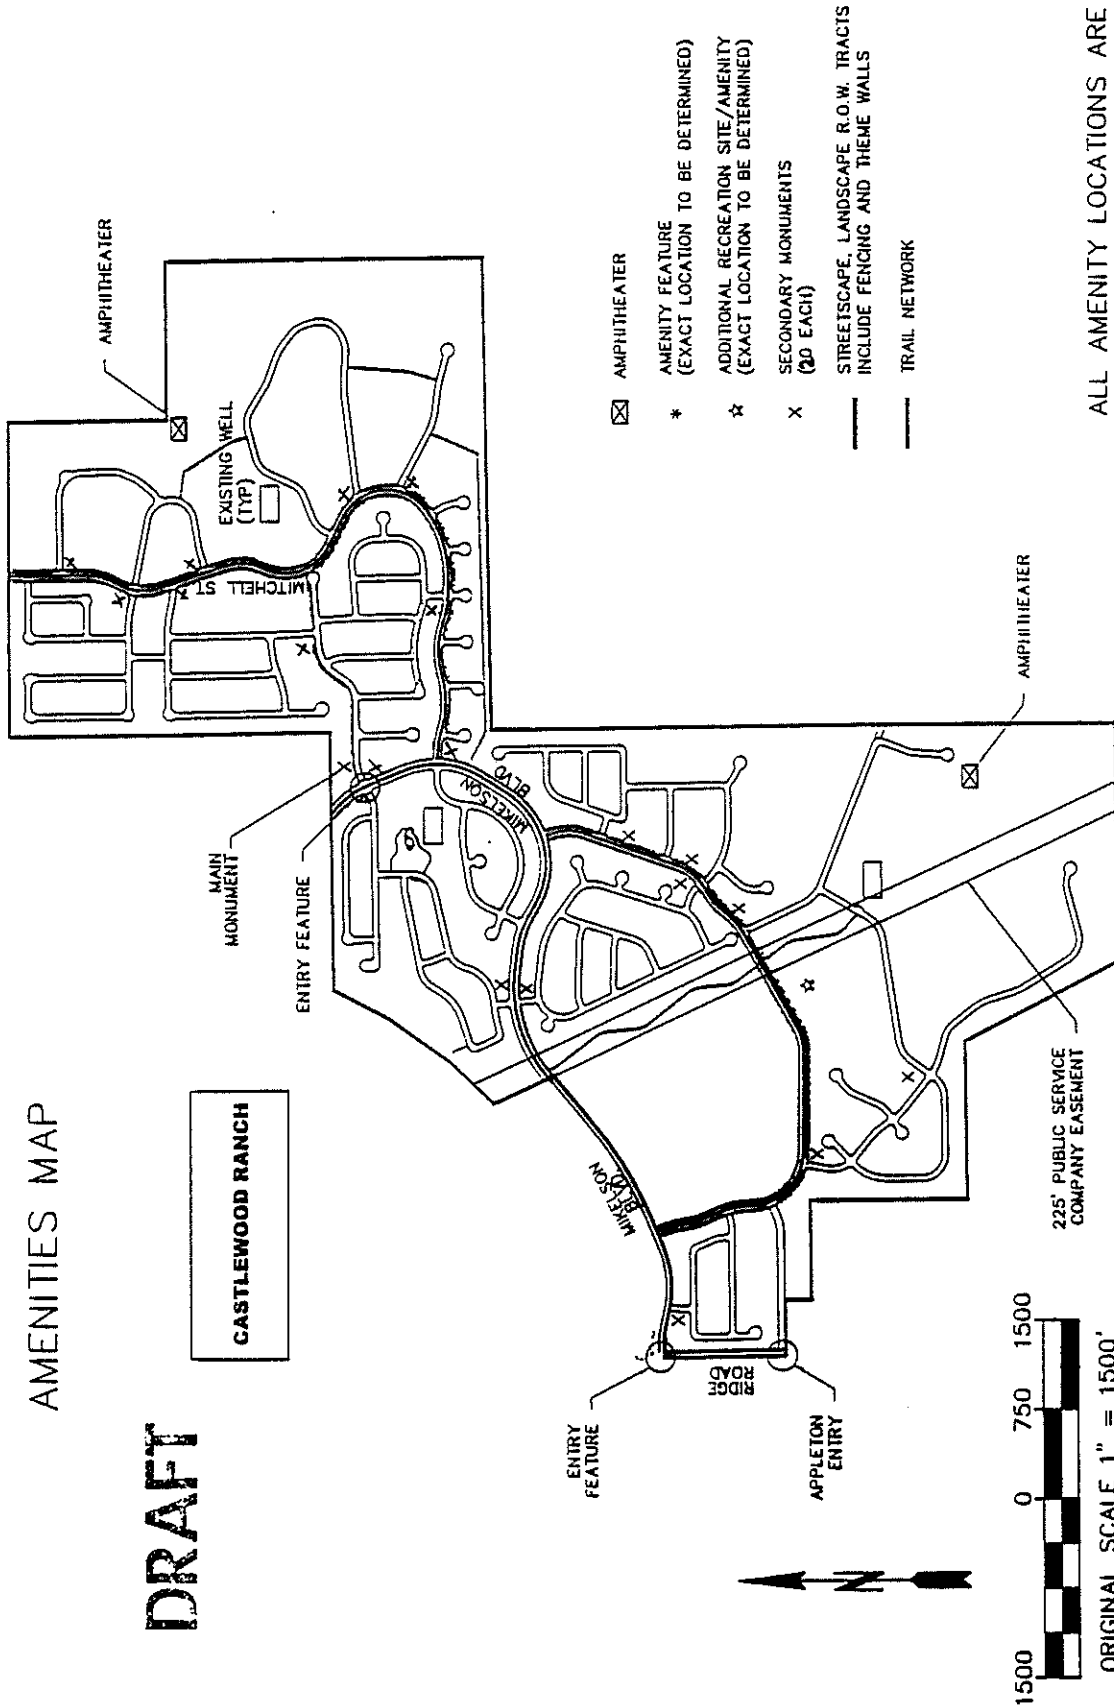 AMENITIES MAP
DRAFT
CASTLEWOOD RANCH
AMPHITHEATER
EXISTING WELL
(TYP)
MITCHELL ST
MAIN
MONUMENT
ENTRY FEATURE
MIKELSON
BLVD
MIKELSON
BLVD.
ENTRY
FEATURE
RIDGE
ROAD
APPLETON
ENTRY
225' PUBLIC SERVICE
COMPANY EASEMENT
AMPHITHEATER
AMPHITHEATER
* AMENITY FEATURE
(EXACT LOCATION TO BE DETERMINED)
☆ ADDITIONAL RECREATION SITE/AMENITY
(EXACT LOCATION TO BE DETERMINED)
X SECONDARY MONUMENTS
(20 EACH)
STREETSCAPE, LANDSCAPE R.O.W. TRACTS
INCLUDE FENCING AND THEME WALLS
TRAIL NETWORK
N
1500 0 750 1500
ORIGINAL SCALE 1" = 1500'
ALL AMENITY LOCATIONS ARE